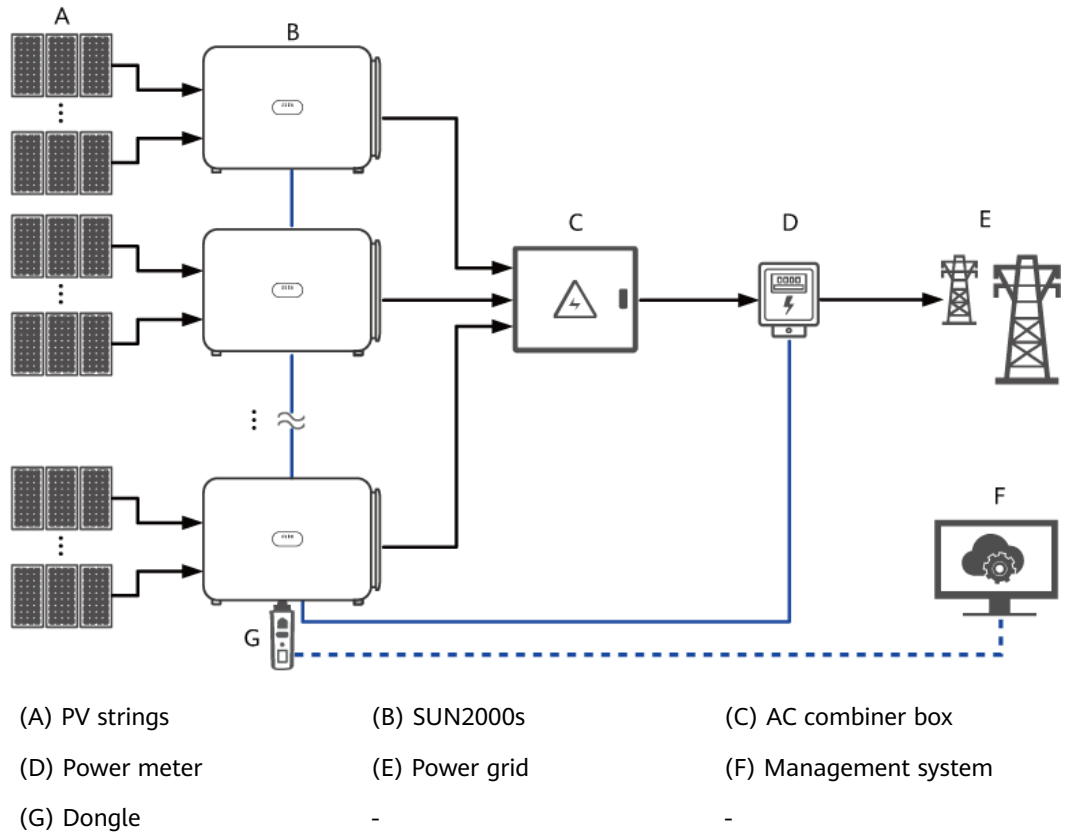 A
B
C
D
E
F
G
(A) PV strings (B) SUN2000s (C) AC combiner box
(D) Power meter (E) Power grid (F) Management system
(G) Dongle - -